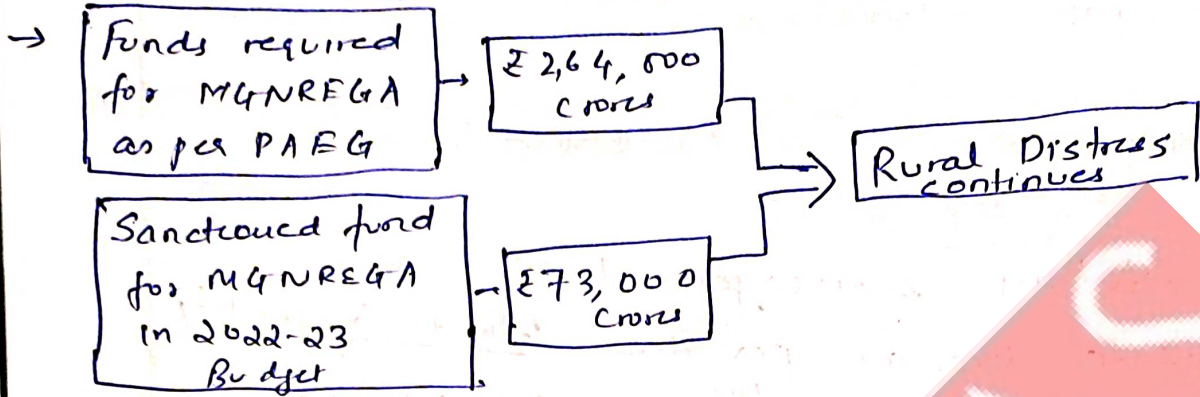 → Funds required
for MGNREGA
as per PAEG
→ ₹2,64,000
crores
Sanctioned fund
for MGNREGA
in 2022-23
Budget
- ₹73,000
Crores
Rural Distress
continues